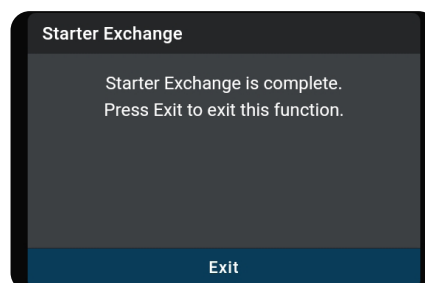 Starter Exchange
Starter Exchange is complete.
Press Exit to exit this function.
Exit